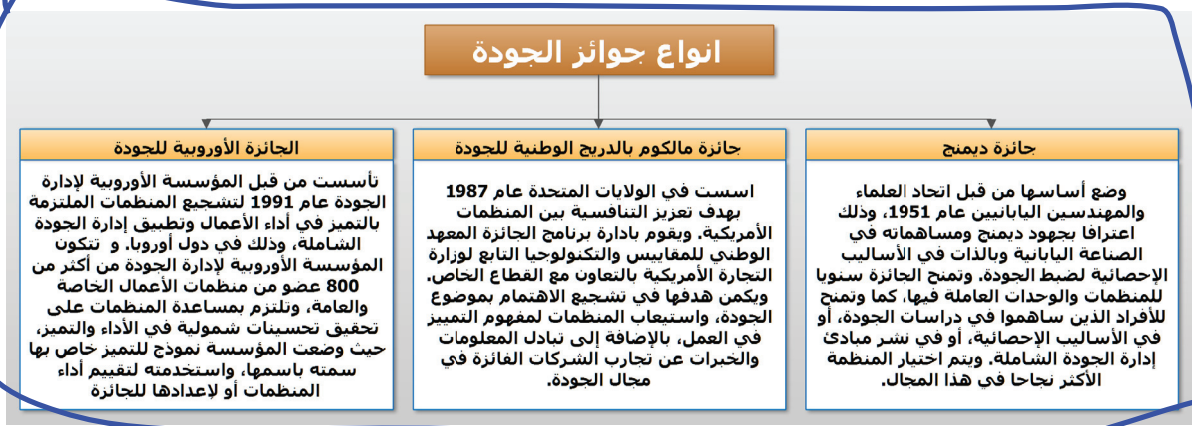 انواع جوائز الجودة
جائزة ديمنج
وضع أساسها من قبل اتحاد العلماء
والمهندسين اليابانيين عام 1951، وذلك
اعترافا بجهود ديمنج ومساهماته في
الصناعة اليابانية وبالذات في الأساليب
الإحصائية لضبط الجودة. وتمنح الجائزة سنويا
للمنظمات والوحدات العاملة فيها، كما وتمنح
للأفراد الذين ساهموا في دراسات الجودة، أو
في الأساليب الإحصائية، أو في نشر مبادئ
إدارة الجودة الشاملة. ويتم اختيار المنظمة
الأكثر نجاحا في هذا المجال.
جائزة مالكوم بالدريج الوطنية للجودة
اسست في الولايات المتحدة عام 1987
بهدف تعزيز التنافسية بين المنظمات
الأمريكية. ويقوم بادارة برنامج الجائزة المعهد
الوطني للمقاييس والتكنولوجيا التابع لوزارة
التجارة الأمريكية بالتعاون مع القطاع الخاص.
ويكمن هدفها في تشجيع الاهتمام بموضوع
الجودة، واستيعاب المنظمات لمفهوم التمييز
في العمل، بالإضافة إلى تبادل المعلومات
والخبرات عن تجارب الشركات الفائزة في
مجال الجودة.
الجائزة الأوروبية للجودة
تأسست من قبل المؤسسة الأوروبية لإدارة
الجودة عام 1991 لتشجيع المنظمات الملتزمة
بالتميز في أداء الأعمال وتطبيق إدارة الجودة
الشاملة، وذلك في دول أوروبا. و تتكون
المؤسسة الأوروبية لإدارة الجودة من أكثر من
800 عضو من منظمات الأعمال الخاصة
والعامة، وتلتزم بمساعدة المنظمات على
تحقيق تحسينات شمولية في الأداء والتميز،
حيث وضعت المؤسسة نموذج للتميز خاص بها
سمته باسمها، واستخدمته لتقييم أداء
المنظمات أو لإعدادها للجائزة